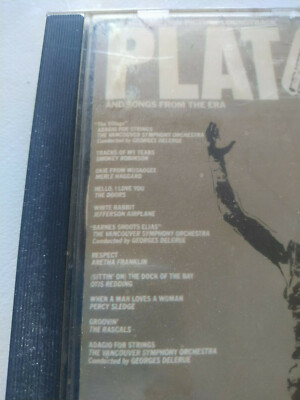 PLAT
AND SONGS FROM THE ERA
"The Village"
ADAGIO FOR STRINGS
THE VANCOUVER SYMPHONY ORCHESTRA
Conducted by GEORGES DELERUE
TRACKS OF MY TEARS
SMOKEY ROBINSON
OKIE FROM MUSKOGEE
MERLE HAGGARD
HELLO, I LOVE YOU
THE DOORS
WHITE RABBIT
JEFFERSON AIRPLANE
"BARNES SHOOTS ELIAS"
THE VANCOUVER SYMPHONY ORCHESTRA
Conducted by GEORGES DELERUE
RESPECT
ARETHA FRANKLIN
(SITTIN' ON) THE DOCK OF THE BAY
OTIS REDDING
WHEN A MAN LOVES A WOMAN
PERCY SLEDGE
GROOVIN'
THE RASCALS
ADAGIO FOR STRINGS
THE VANCOUVER SYMPHONY ORCHESTRA
Conducted by GEORGES DELERUE